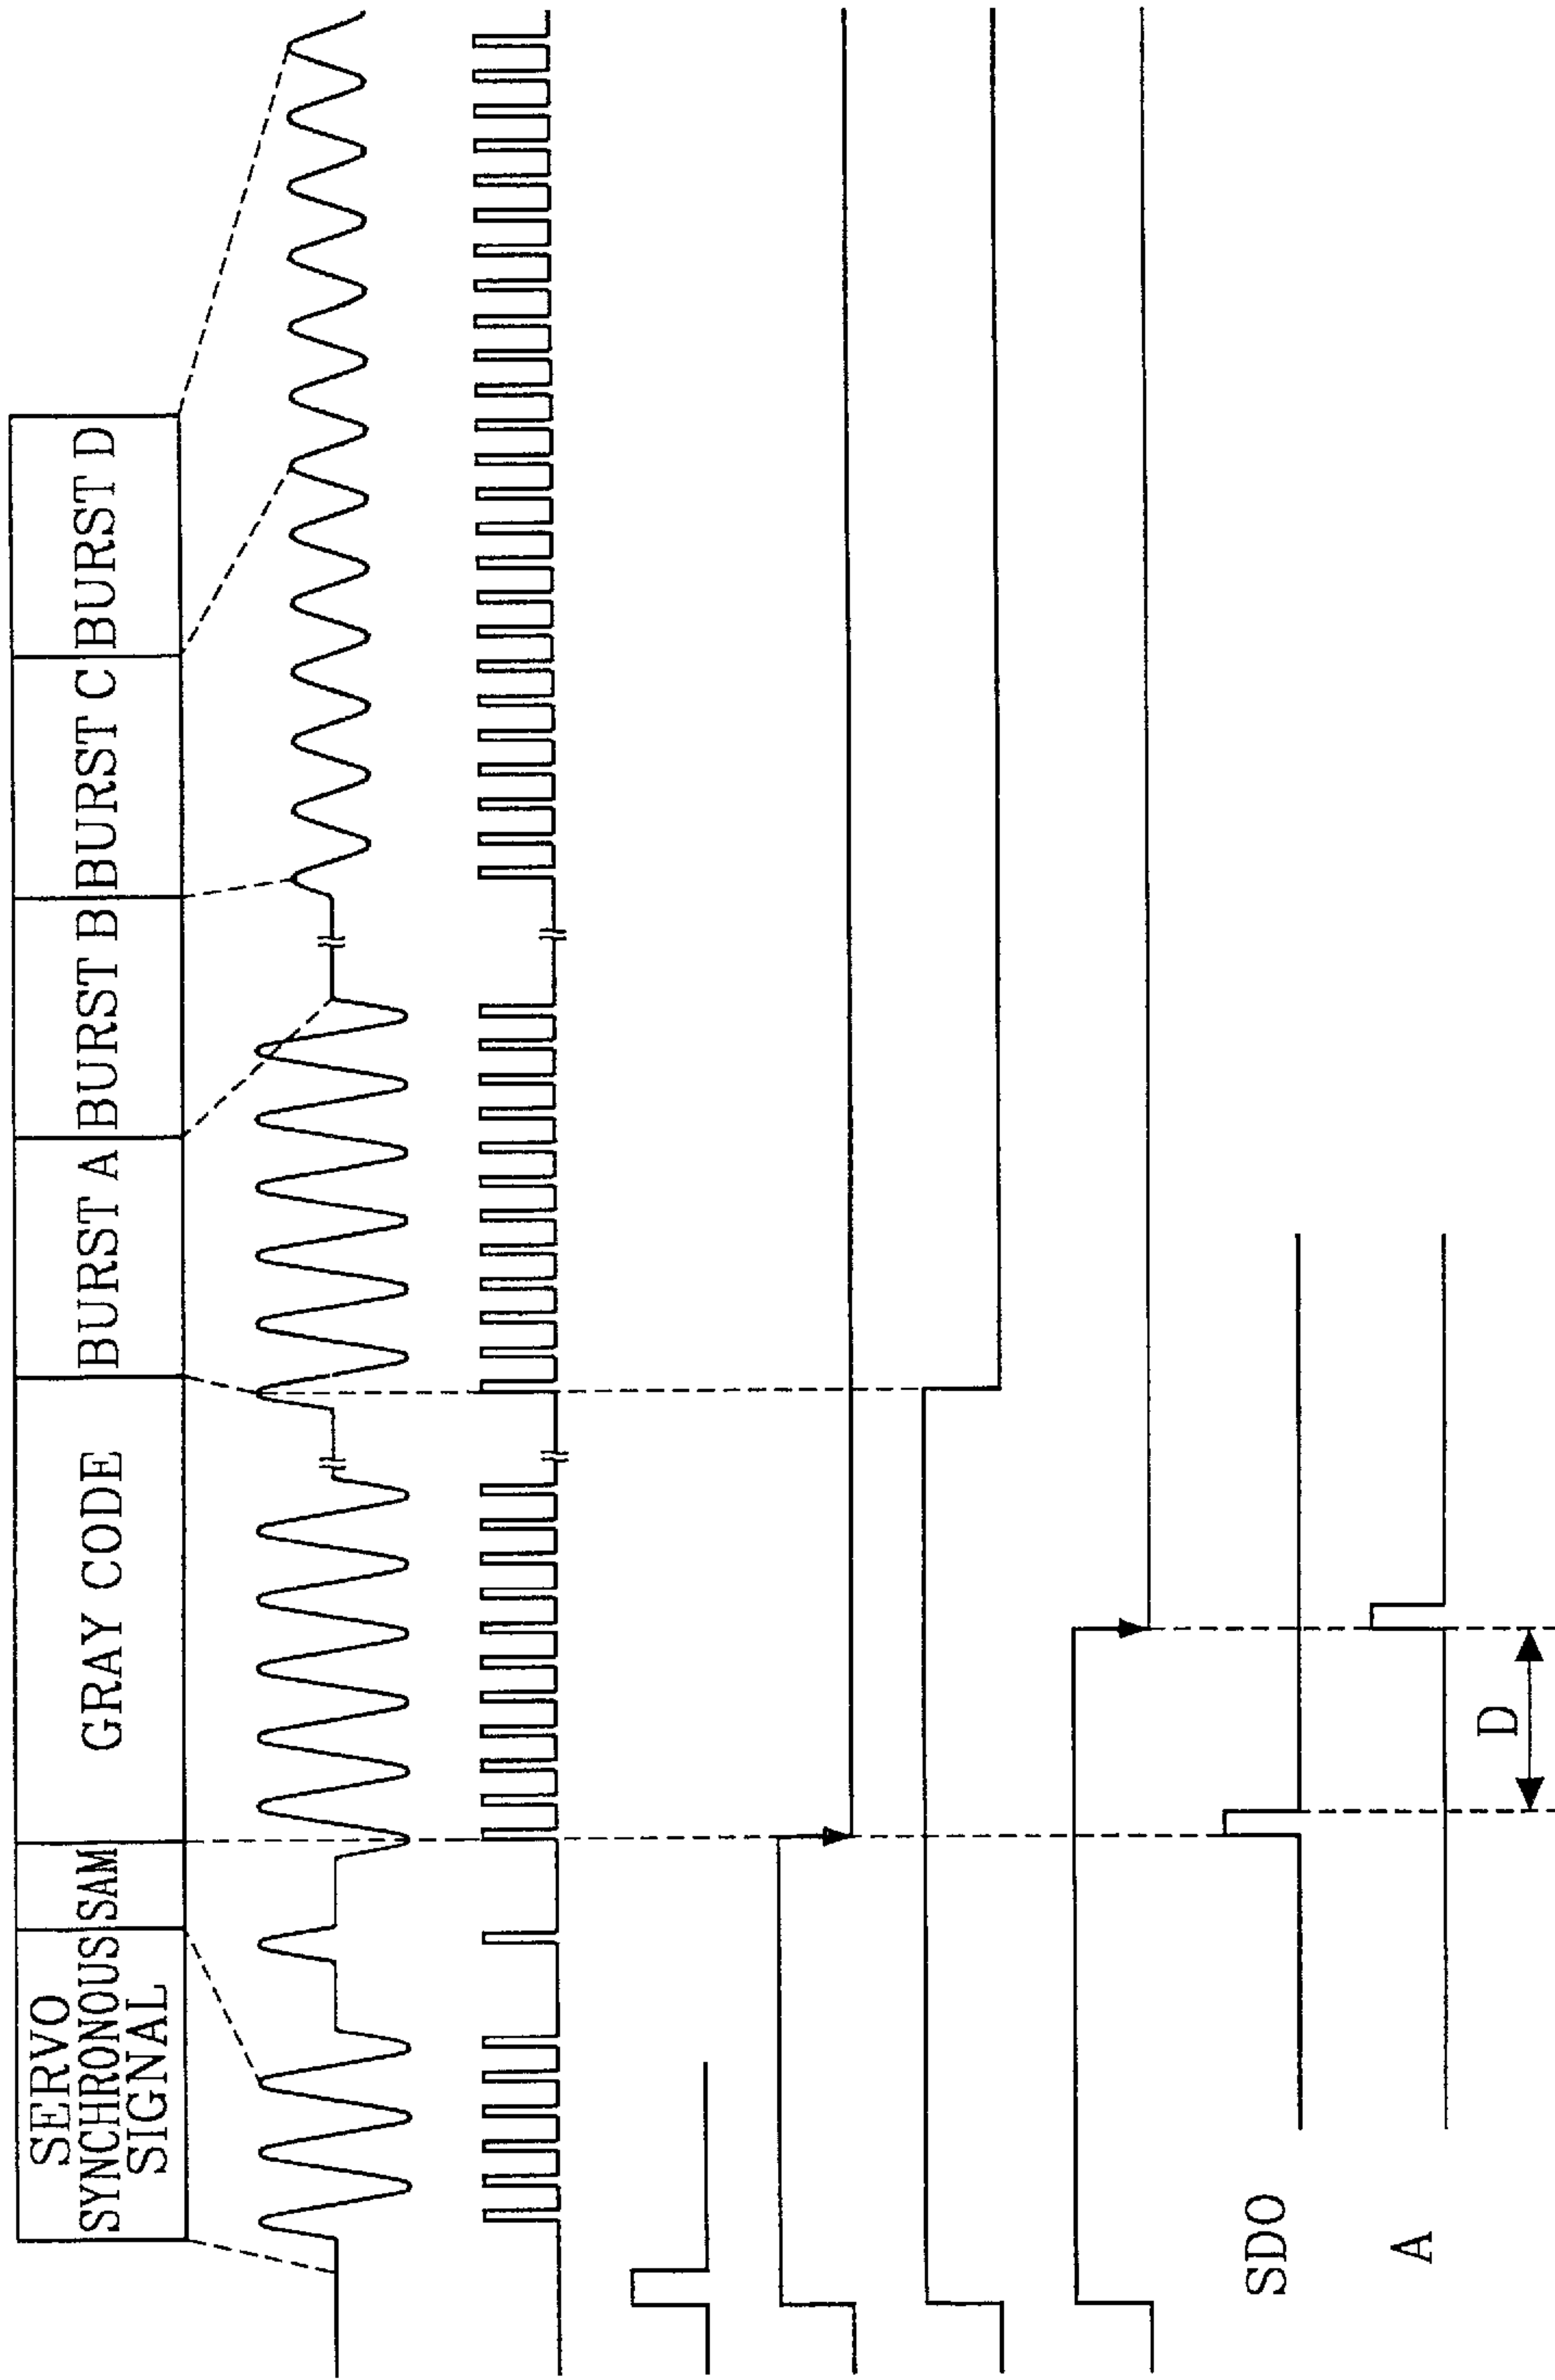 SERVO
SYNCHRONOUS
SIGNAL
SAM
GRAY CODE
BURST A
BURST B
BURST C
BURST D
SDO
A
D